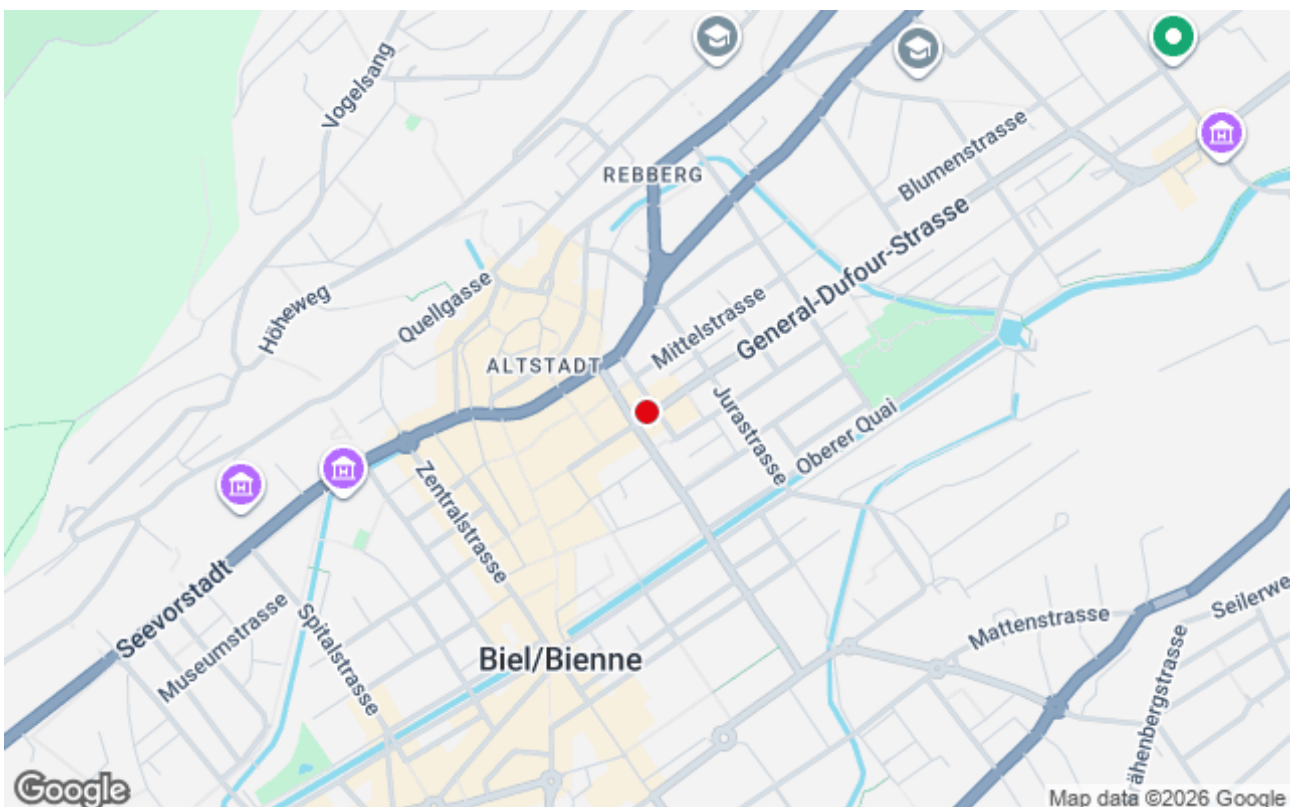 Vogelsang
REBBERG
Blumenstrasse
Höheweg
Quellgasse
General-Dufour-Strasse
Mittelstrasse
ALTSTADT
Jurastrasse
Oberer Quai
Zentralstrasse
Seevorstadt
Museumstrasse
Spitalstrasse
Biel/Bienne
Mattenstrasse
Seilerwe
ähenbergstrasse
Google
Map data ©2026 Google